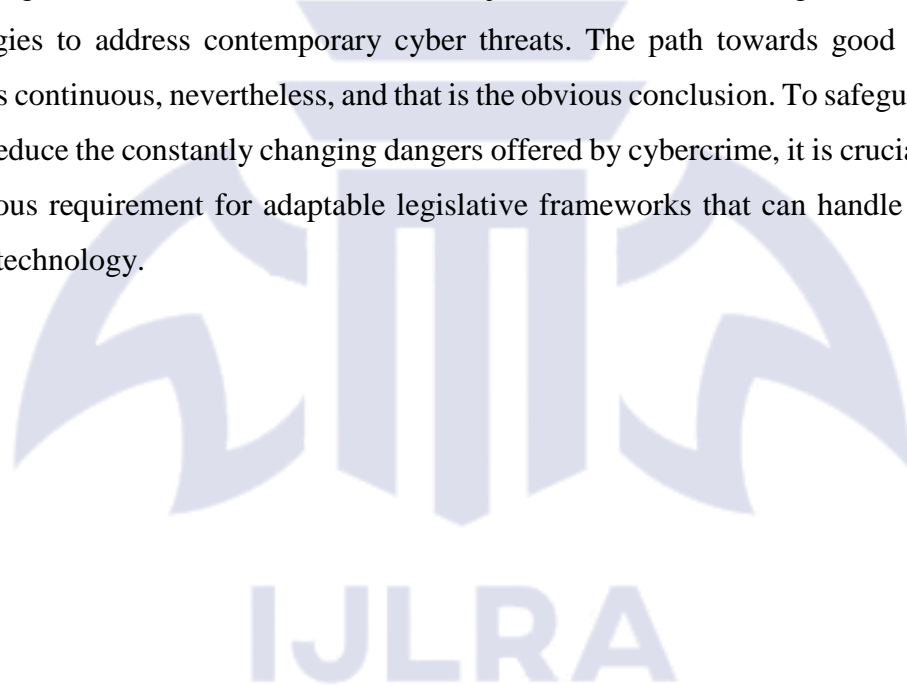 gies to address contemporary cyber threats. The path towards good
s continuous, nevertheless, and that is the obvious conclusion. To safegu
educe the constantly changing dangers offered by cybercrime, it is crucia
ous requirement for adaptable legislative frameworks that can handle
technology.
IJLRA